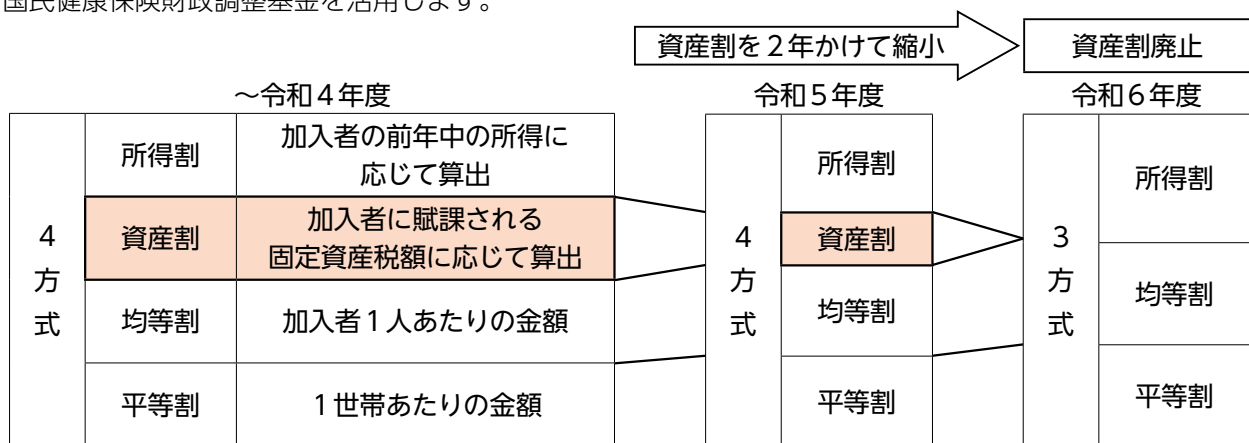 国民健康保険財政調整基金を活用します。
資産割を2年かけて縮小
資産割廃止
～令和4年度
令和5年度
令和6年度
4方式
所得割
加入者の前年中の所得に
応じて算出
資産割
加入者に賦課される
固定資産税額に応じて算出
均等割
加入者1人あたりの金額
平等割
1世帯あたりの金額
4方式
所得割
資産割
均等割
平等割
3方式
所得割
均等割
平等割